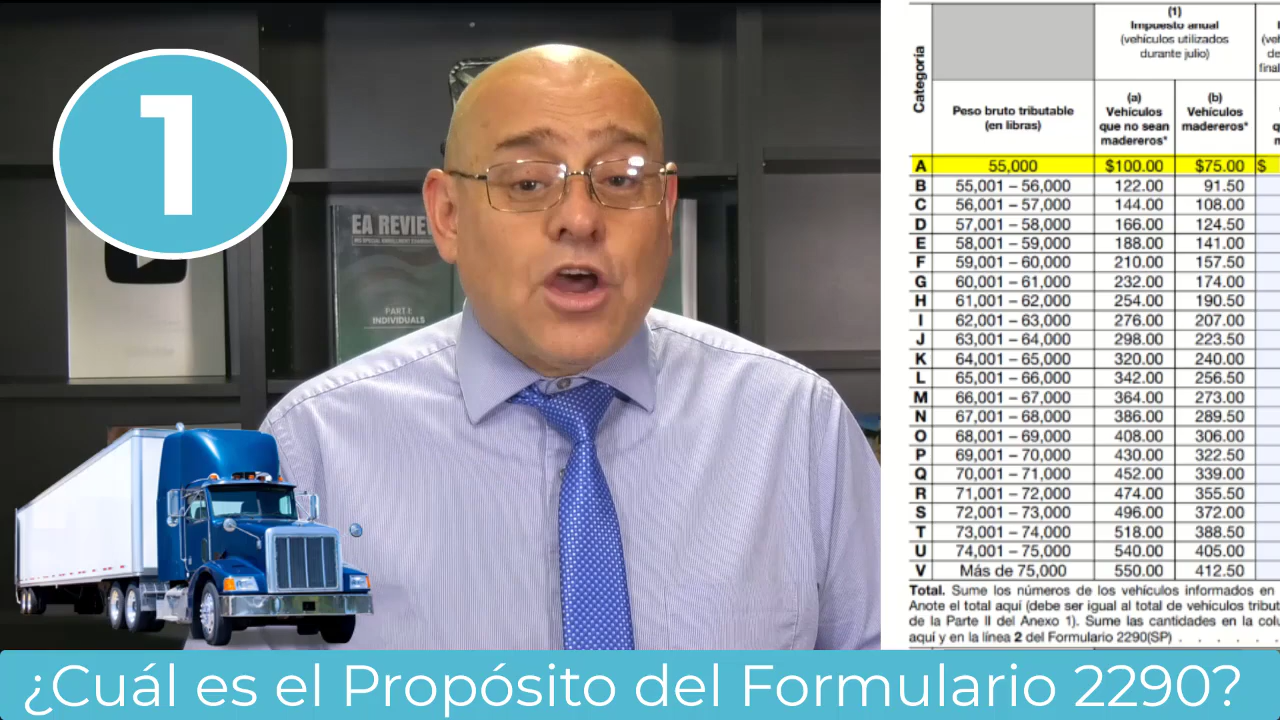 1
EA REVIEW
PART I:
INDIVIDUALS
Categoría
Peso bruto tributable
(en libras)
(1)
Impuesto anual
(vehículos utilizados
durante julio)
(a)
Vehículos
que no sean
madereros*
(b)
Vehículos
madereros*
A 55,000 $100.00 $75.00 $
B 55,001 – 56,000 122.00 91.50
C 56,001 – 57,000 144.00 108.00
D 57,001 – 58,000 166.00 124.50
E 58,001 – 59,000 188.00 141.00
F 59,001 – 60,000 210.00 157.50
G 60,001 – 61,000 232.00 174.00
H 61,001 – 62,000 254.00 190.50
I 62,001 – 63,000 276.00 207.00
J 63,001 – 64,000 298.00 223.50
K 64,001 – 65,000 320.00 240.00
L 65,001 – 66,000 342.00 256.50
M 66,001 – 67,000 364.00 273.00
N 67,001 – 68,000 386.00 289.50
O 68,001 – 69,000 408.00 306.00
P 69,001 – 70,000 430.00 322.50
Q 70,001 – 71,000 452.00 339.00
R 71,001 – 72,000 474.00 355.50
S 72,001 – 73,000 496.00 372.00
T 73,001 – 74,000 518.00 388.50
U 74,001 – 75,000 540.00 405.00
V Más de 75,000 550.00 412.50
Total. Sume los números de los vehículos informados en
Anote el total aquí (debe ser igual al total de vehículos tribut
de la Parte II del Anexo 1). Sume las cantidades en la colu
aquí y en la línea 2 del Formulario 2290(SP) . . . .
¿Cuál es el Propósito del Formulario 2290?